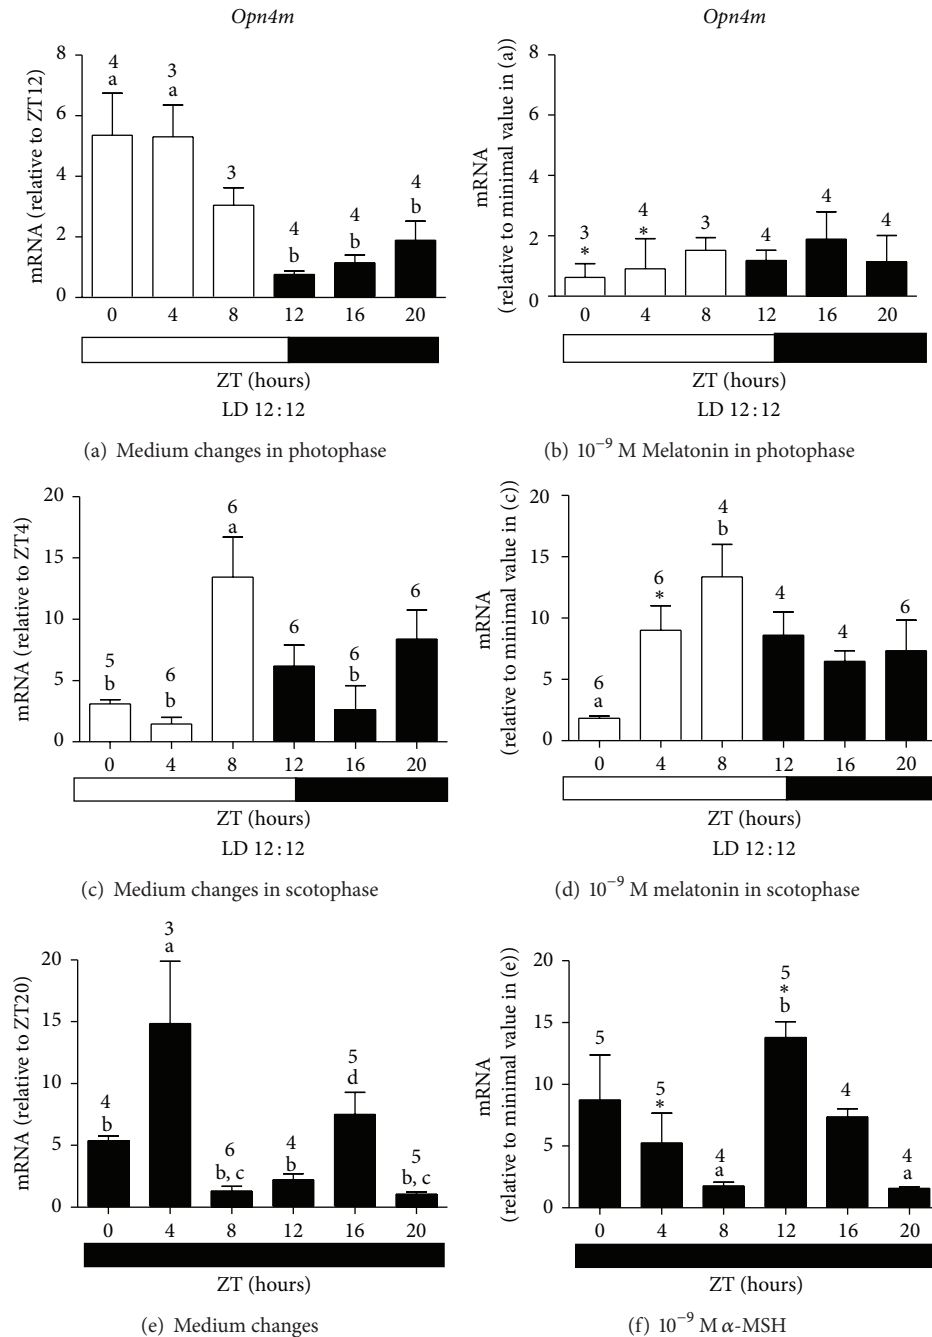 Opn4m
mRNA (relative to ZT12)
8
6
4
2
0
4
a
3
a
3
4
b
4
b
4
b
0 4 8 12 16 20
ZT (hours)
LD 12:12
(a) Medium changes in photophase
Opn4m
mRNA
(relative to minimal value in (a))
8
6
4
2
0
3
*
4
*
3
4
4
4
0 4 8 12 16 20
ZT (hours)
LD 12:12
(b) 10⁻⁹ M Melatonin in photophase
mRNA (relative to ZT4)
20
15
10
5
0
5
b
6
b
6
a
6
6
b
6
0 4 8 12 16 20
ZT (hours)
LD 12:12
(c) Medium changes in scotophase
mRNA
(relative to minimal value in (c))
20
15
10
5
0
6
a
6
*
4
b
4
4
6
0 4 8 12 16 20
ZT (hours)
LD 12:12
(d) 10⁻⁹ M melatonin in scotophase
mRNA (relative to ZT20)
20
15
10
5
0
4
b
3
a
6
b, c
4
b
5
d
5
b, c
0 4 8 12 16 20
ZT (hours)
(e) Medium changes
mRNA
(relative to minimal value in (e))
20
15
10
5
0
5
5
*
4
a
5
*
b
4
4
a
0 4 8 12 16 20
ZT (hours)
(f) 10⁻⁹ M α-MSH